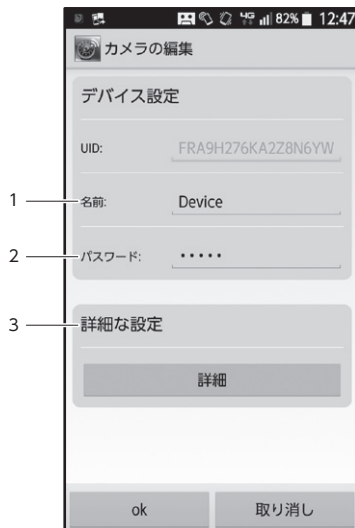 4G 82% 12:47
カメラの編集
デバイス設定
UID: FRA9H276KA2Z8N6YW
1 名前: Device
2 パスワード: •••••
3 詳細な設定
詳細
ok 取り消し